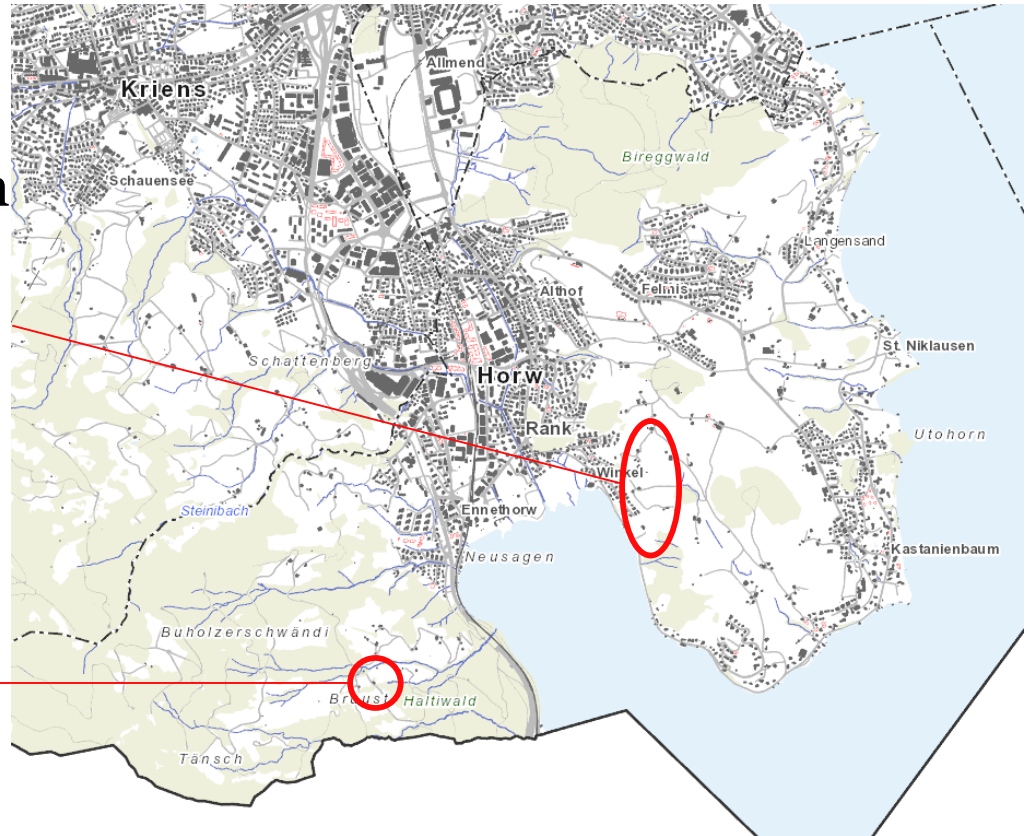 Allmend
Kriens
Bireggwald
Schauensee
Langensand
Felmis
Althof
St. Niklausen
Schattenberg
Horw
Rank
Utohorn
Winkel
Steinibach
Ennethorw
Kastanienbaum
Neusagen
Buholzerschwändi
Haltiwald
Tänsch